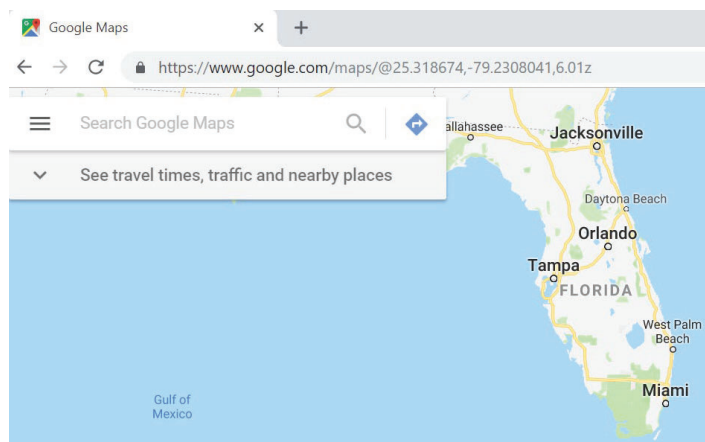 Google Maps
https://www.google.com/maps/@25.318674,-79.2308041,6.01z
Search Google Maps
See travel times, traffic and nearby places
allahassee
Jacksonville
Daytona Beach
Orlando
Tampa
FLORIDA
West Palm
Beach
Miami
Gulf of
Mexico